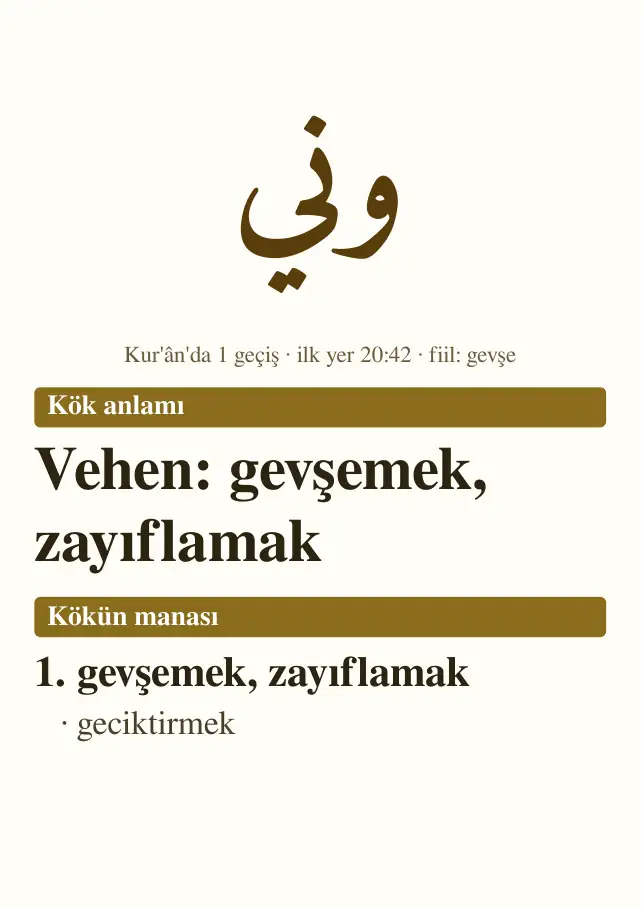 وني
Kur'ân'da 1 geçiş · ilk yer 20:42 · fiil: gevşe
Kök anlamı
Vehen: gevşemek,
zayıflamak
Kökün manası
1. gevşemek, zayıflamak
· geciktirmek